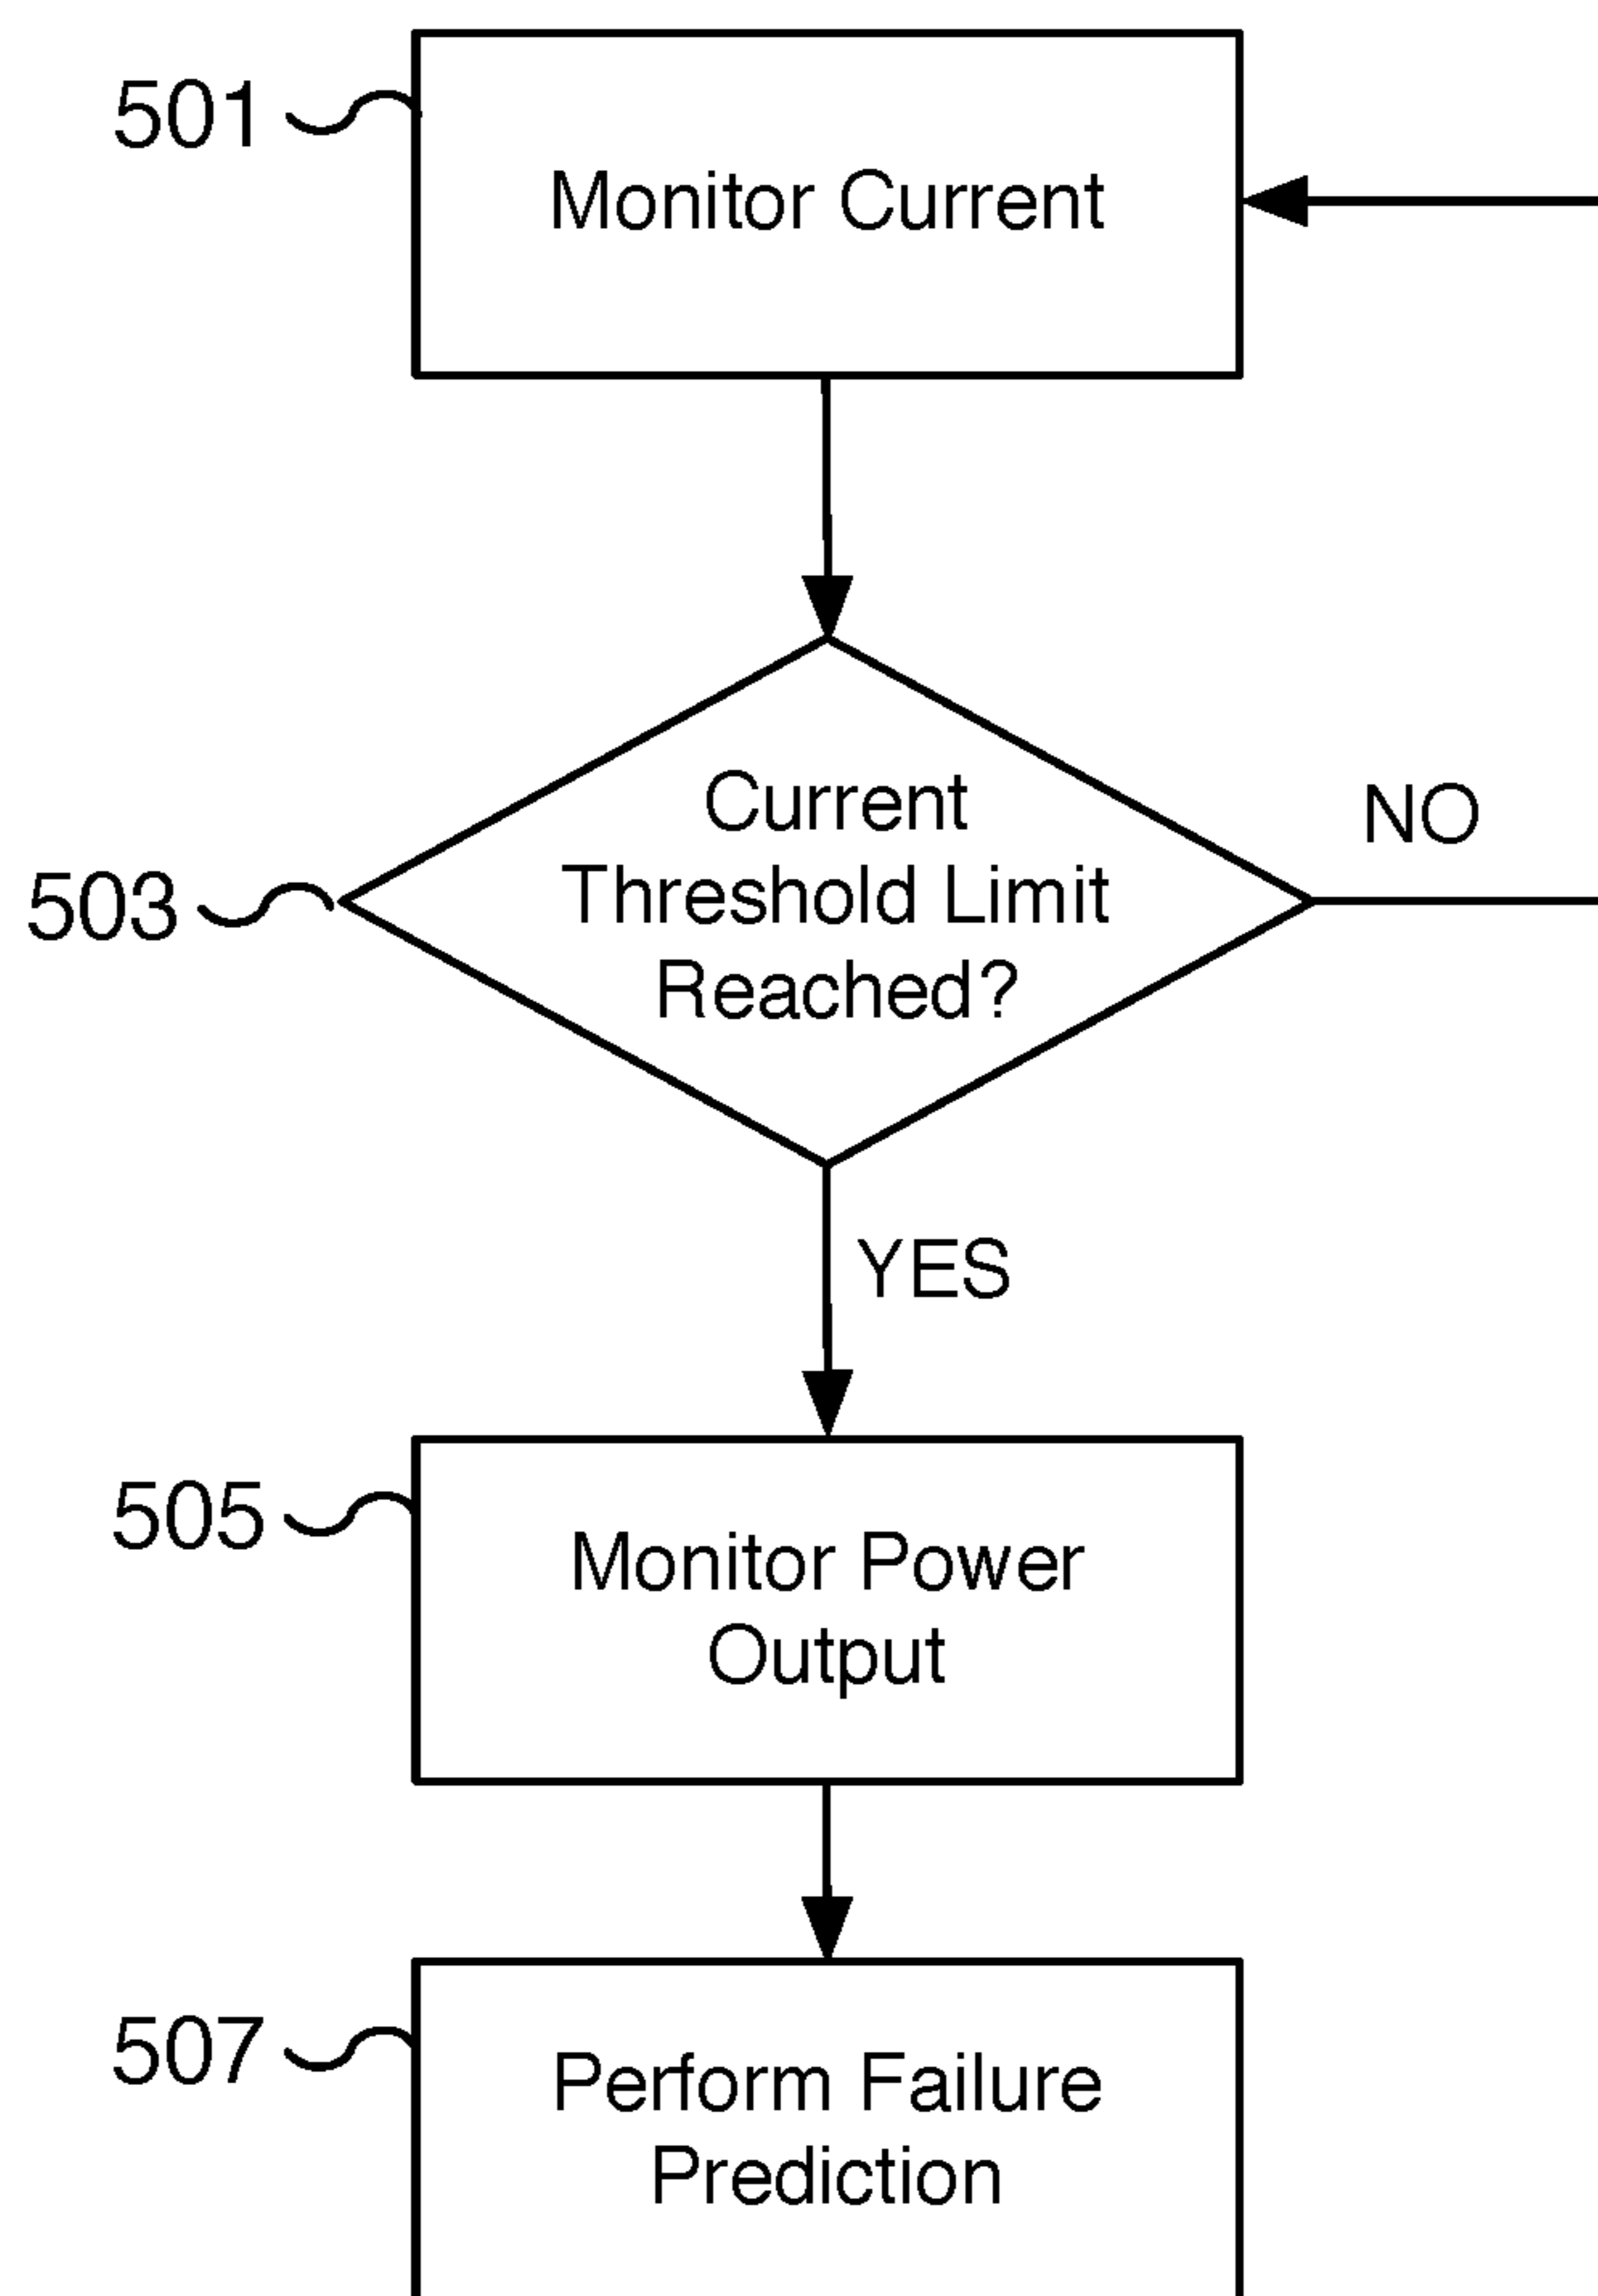 501
Monitor Current
Current
Threshold Limit
Reached?
NO
503
YES
505
Monitor Power
Output
507
Perform Failure
Prediction